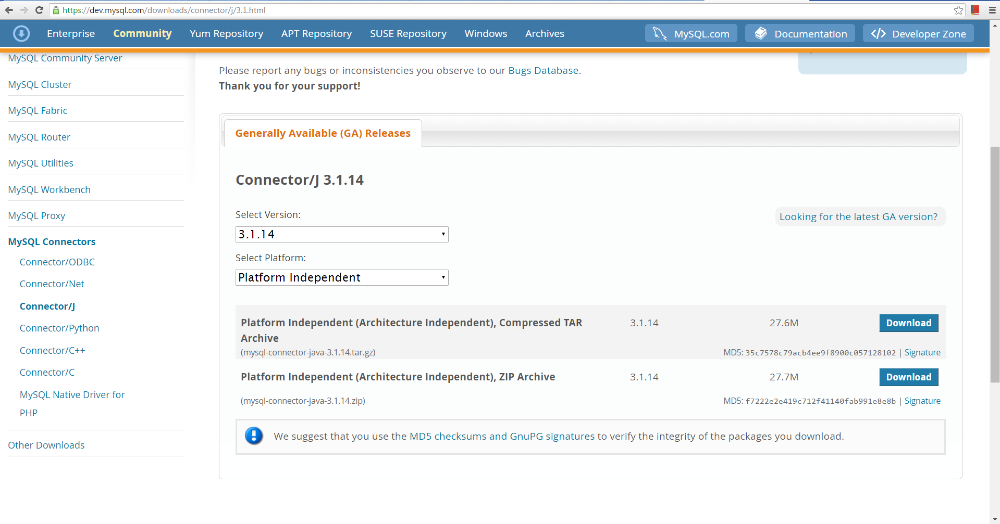 https://dev.mysql.com/downloads/connector/j/3.1.html
Enterprise Community Yum Repository APT Repository SUSE Repository Windows Archives MySQL.com Documentation Developer Zone
MySQL Community Server
MySQL Cluster
MySQL Fabric
MySQL Router
MySQL Utilities
MySQL Workbench
MySQL Proxy
MySQL Connectors
Connector/ODBC
Connector/Net
Connector/J
Connector/Python
Connector/C++
Connector/C
MySQL Native Driver for
PHP
Other Downloads
Please report any bugs or inconsistencies you observe to our Bugs Database.
Thank you for your support!
Generally Available (GA) Releases
Connector/J 3.1.14
Select Version:
Looking for the latest GA version?
3.1.14
Select Platform:
Platform Independent
Platform Independent (Architecture Independent), Compressed TAR 3.1.14 27.6M Download
Archive
(mysql-connector-java-3.1.14.tar.gz) MD5: 35c7578c79acb4ee9f8900c057128102 | Signature
Platform Independent (Architecture Independent), ZIP Archive 3.1.14 27.7M Download
(mysql-connector-java-3.1.14.zip) MD5: f7222e2e419c712f41140fab991e8e8b | Signature
We suggest that you use the MD5 checksums and GnuPG signatures to verify the integrity of the packages you download.